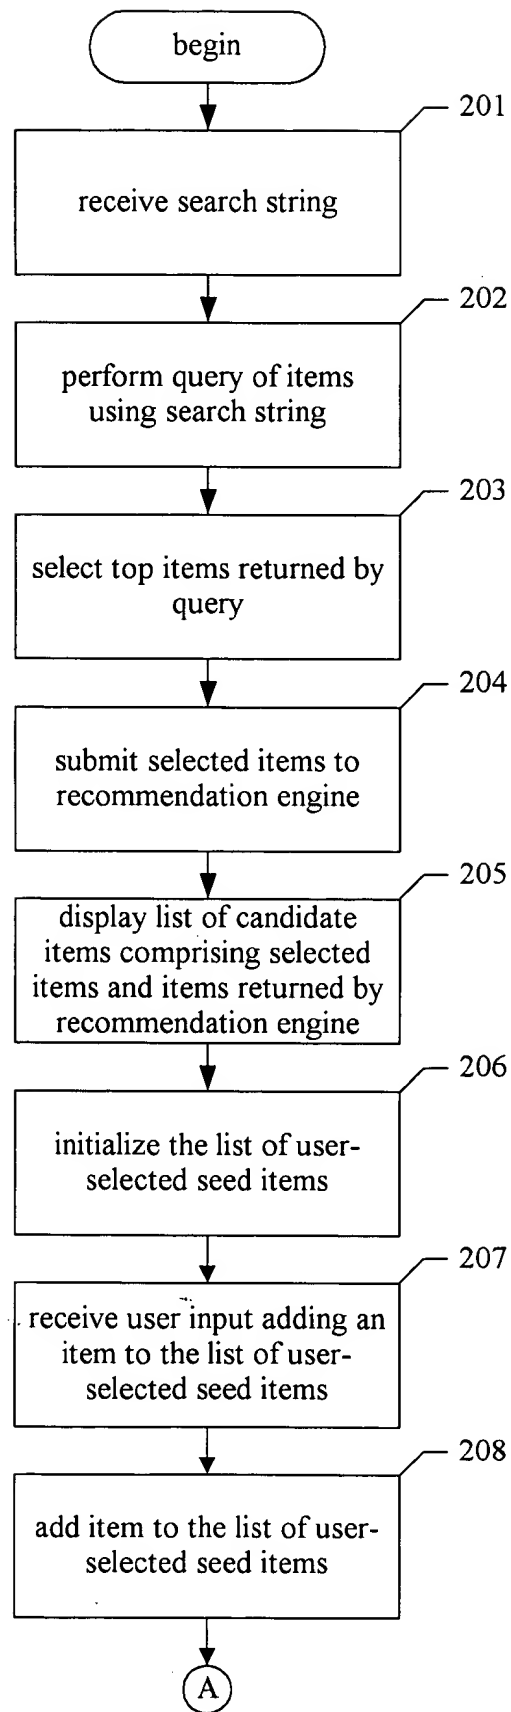 begin
201
receive search string
202
perform query of items
using search string
203
select top items returned by
query
204
submit selected items to
recommendation engine
205
display list of candidate
items comprising selected
items and items returned by
recommendation engine
206
initialize the list of user-
selected seed items
207
receive user input adding an
item to the list of user-
selected seed items
208
add item to the list of user-
selected seed items
A